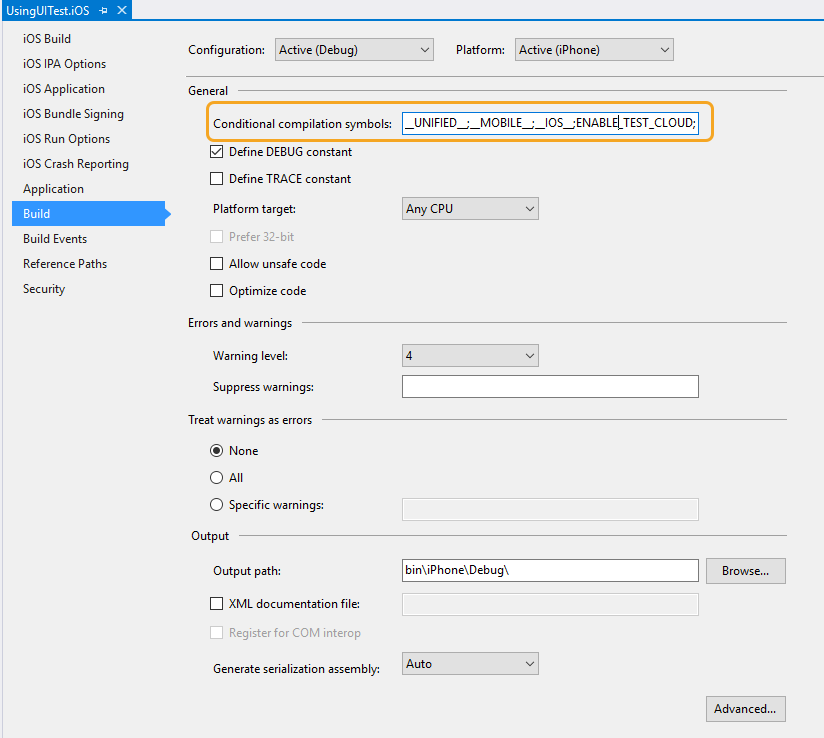 UsingUITest.iOS
iOS Build
iOS IPA Options
iOS Application
iOS Bundle Signing
iOS Run Options
iOS Crash Reporting
Application
Build
Build Events
Reference Paths
Security
Configuration: Active (Debug) Platform: Active (iPhone)
General
Conditional compilation symbols: __UNIFIED__;__MOBILE__;__IOS__;ENABLE_TEST_CLOUD;
Define DEBUG constant
Define TRACE constant
Platform target: Any CPU
Prefer 32-bit
Allow unsafe code
Optimize code
Errors and warnings
Warning level: 4
Suppress warnings:
Treat warnings as errors
None
All
Specific warnings:
Output
Output path: bin\iPhone\Debug\ Browse...
XML documentation file:
Register for COM interop
Generate serialization assembly: Auto
Advanced...